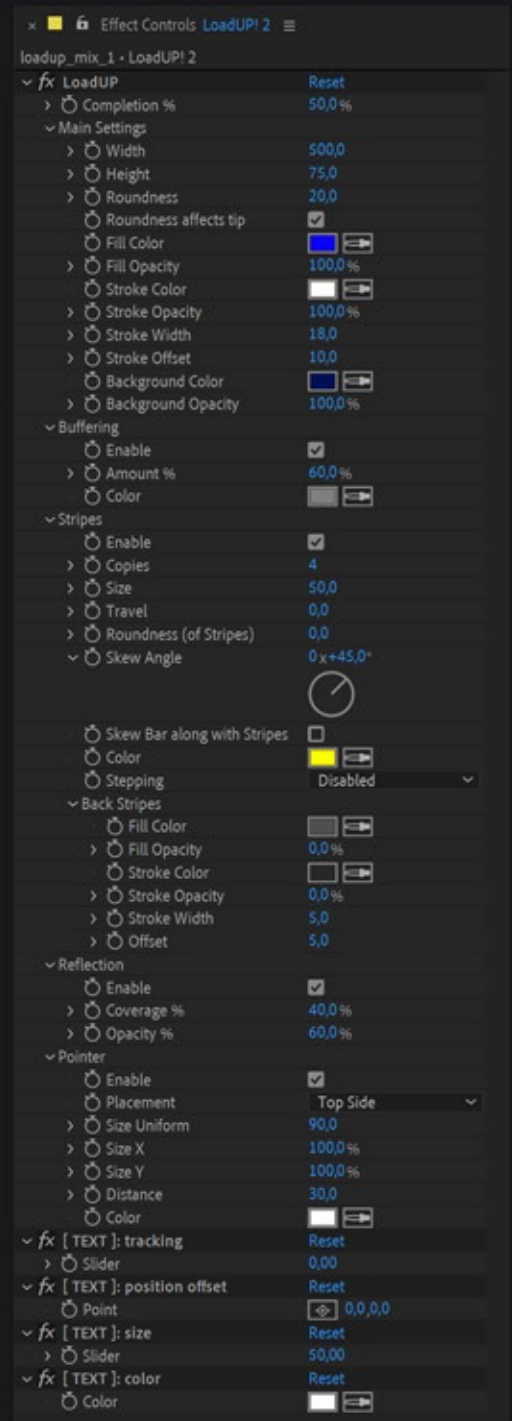 × Effect Controls LoadUP! 2 ≡
loadup_mix_1 • LoadUP! 2
fx LoadUP Reset
Completion % 50,0%
Main Settings
Width 500,0
Height 75,0
Roundness 20,0
Roundness affects tip
Fill Color
Fill Opacity 100,0%
Stroke Color
Stroke Opacity 100,0%
Stroke Width 18,0
Stroke Offset 10,0
Background Color
Background Opacity 100,0%
Buffering
Enable
Amount % 60,0%
Color
Stripes
Enable
Copies 4
Size 50,0
Travel 0,0
Roundness (of Stripes) 0,0
Skew Angle 0x+45,0°
Skew Bar along with Stripes
Color
Stepping Disabled
Back Stripes
Fill Color
Fill Opacity 0,0%
Stroke Color
Stroke Opacity 0,0%
Stroke Width 5,0
Offset 5,0
Reflection
Enable
Coverage % 40,0%
Opacity % 60,0%
Pointer
Enable
Placement Top Side
Size Uniform 90,0
Size X 100,0%
Size Y 100,0%
Distance 30,0
Color
fx [ TEXT ]: tracking Reset
Slider 0,00
fx [ TEXT ]: position offset Reset
Point 0,0,0,0
fx [ TEXT ]: size Reset
Slider 50,00
fx [ TEXT ]: color Reset
Color